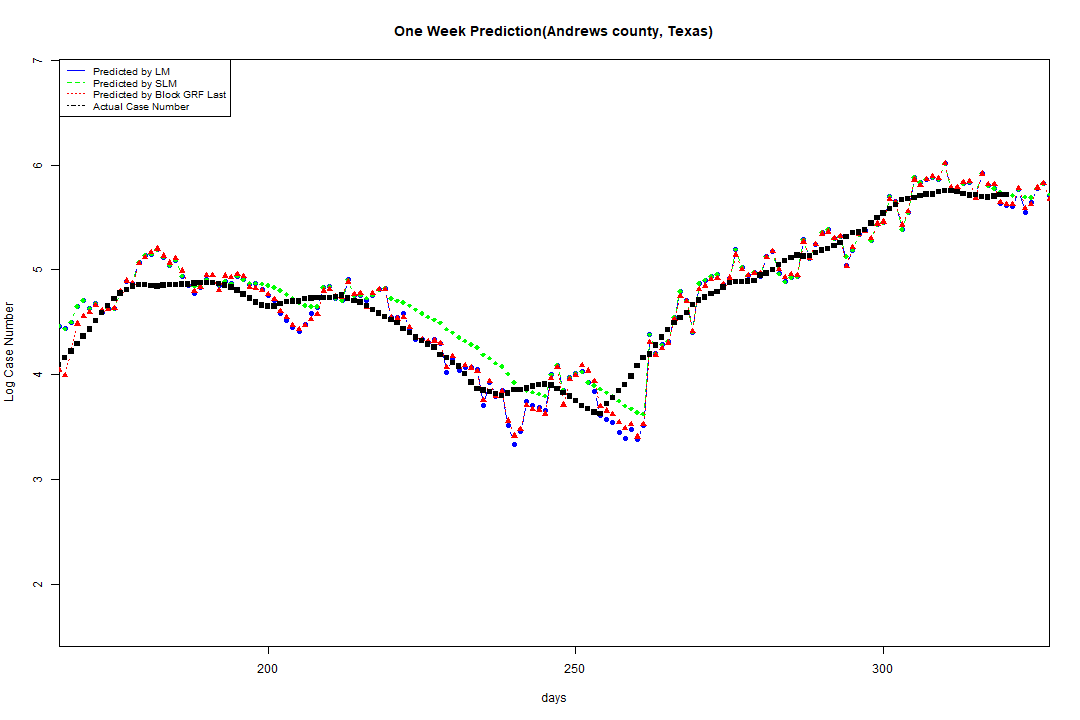 One Week Prediction(Andrews county, Texas)
Predicted by LM
Predicted by SLM
Predicted by Block GRF Last
Actual Case Number
7
6
5
4
3
2
Log Case Number
200
250
300
days